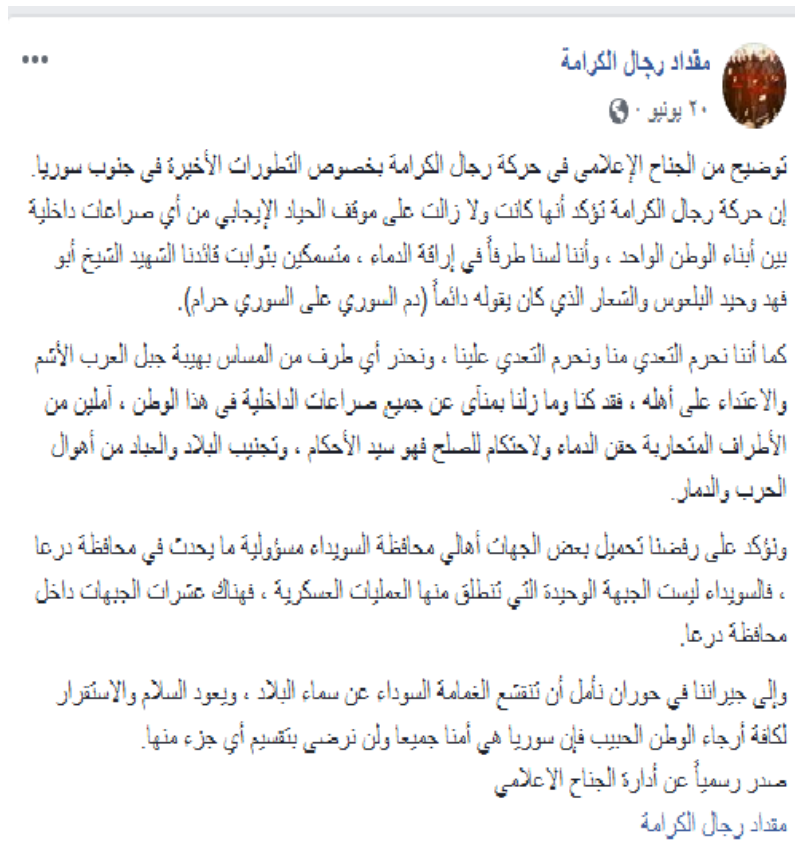 مقداد رجال الكرامة
٢٠ يونيو ·
توضيح من الجناح الإعلامي في حركة رجال الكرامة بخصوص التطورات الأخيرة في جنوب سوريا.
إن حركة رجال الكرامة تؤكد أنها كانت ولا زالت على موقف الحياد الإيجابي من أي صراعات داخلية
بين أبناء الوطن الواحد ، وأننا لسنا طرفاً في إراقة الدماء ، متسمكين بثوابت قائدنا الشهيد الشيخ أبو
فهد وحيد البلعوس والشعار الذي كان يقوله دائماً (دم السوري على السوري حرام).
كما أننا نحرم التعدي منا ونحرم التعدي علينا ، ونحذر أي طرف من المساس بهيبة جبل العرب الأشم
والاعتداء على أهله ، فقد كنا وما زلنا بمنآى عن جميع صراعات الداخلية في هذا الوطن ، آملين من
الأطراف المتحاربة حقن الدماء ولاحتكام للصلح فهو سيد الأحكام ، وتجنيب البلاد والعباد من أهوال
الحرب والدمار.
ونؤكد على رفضنا تحميل بعض الجهات أهالي محافظة السويداء مسؤولية ما يحدث في محافظة درعا
، فالسويداء ليست الجبهة الوحيدة التي تنطلق منها العمليات العسكرية ، فهناك عشرات الجبهات داخل
محافظة درعا.
وإلى جيراننا في حوران نأمل أن تنقشع الغمامة السوداء عن سماء البلاد ، ويعود السلام والاستقرار
لكافة أرجاء الوطن الحبيب فإن سوريا هي أمنا جميعا ولن نرضى بتقسيم أي جزء منها.
صدر رسمياً عن أدارة الجناح الاعلامي
مقداد رجال الكرامة